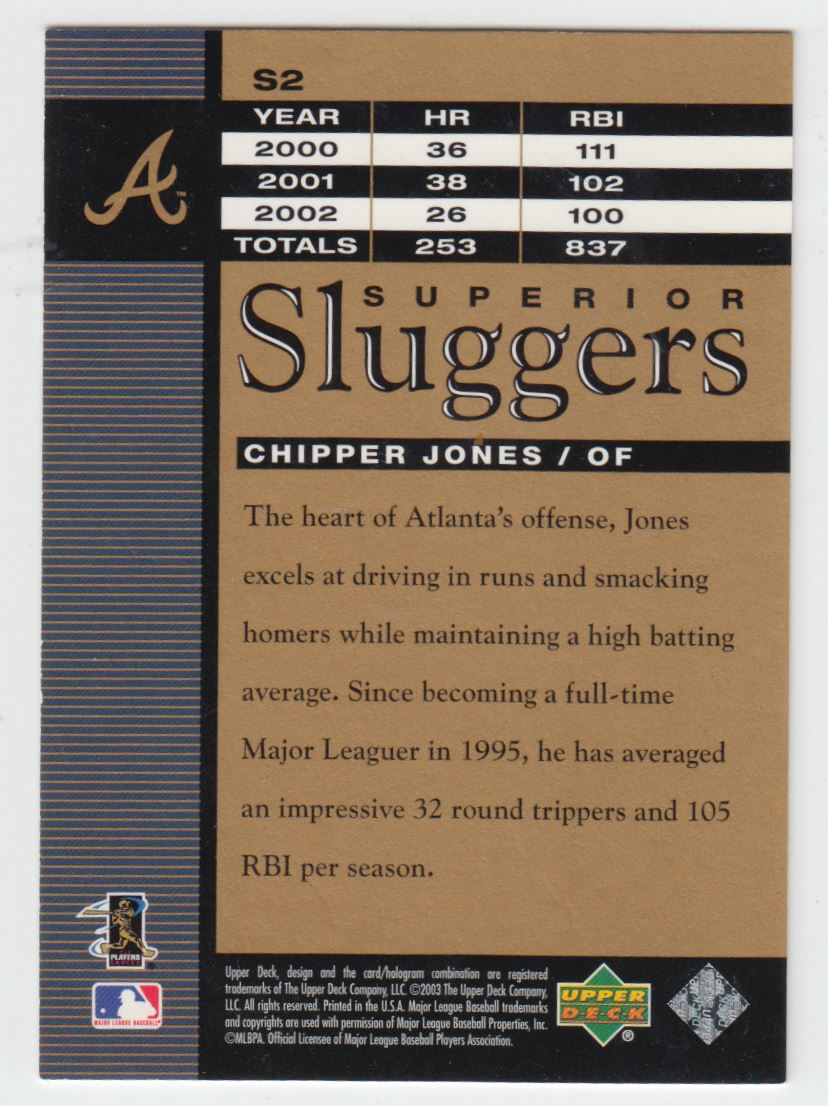 S2
YEAR HR RBI
2000 36 111
2001 38 102
2002 26 100
TOTALS 253 837
SUPERIOR
Sluggers
CHIPPER JONES / OF
The heart of Atlanta's offense, Jones
excels at driving in runs and smacking
homers while maintaining a high batting
average. Since becoming a full-time
Major Leaguer in 1995, he has averaged
an impressive 32 round trippers and 105
RBI per season.
A™
PLAYERS
CHOICE
®
MAJOR LEAGUE BASEBALL
Upper Deck, design and the card/hologram combination are registered
trademarks of The Upper Deck Company, LLC. ©2003 The Upper Deck Company,
LLC. All rights reserved. Printed in the U.S.A. Major League Baseball trademarks
and copyrights are used with permission of Major League Baseball Properties, Inc.
©MLBPA. Official Licensee of Major League Baseball Players Association.
UPPER
D·E·C·K
®